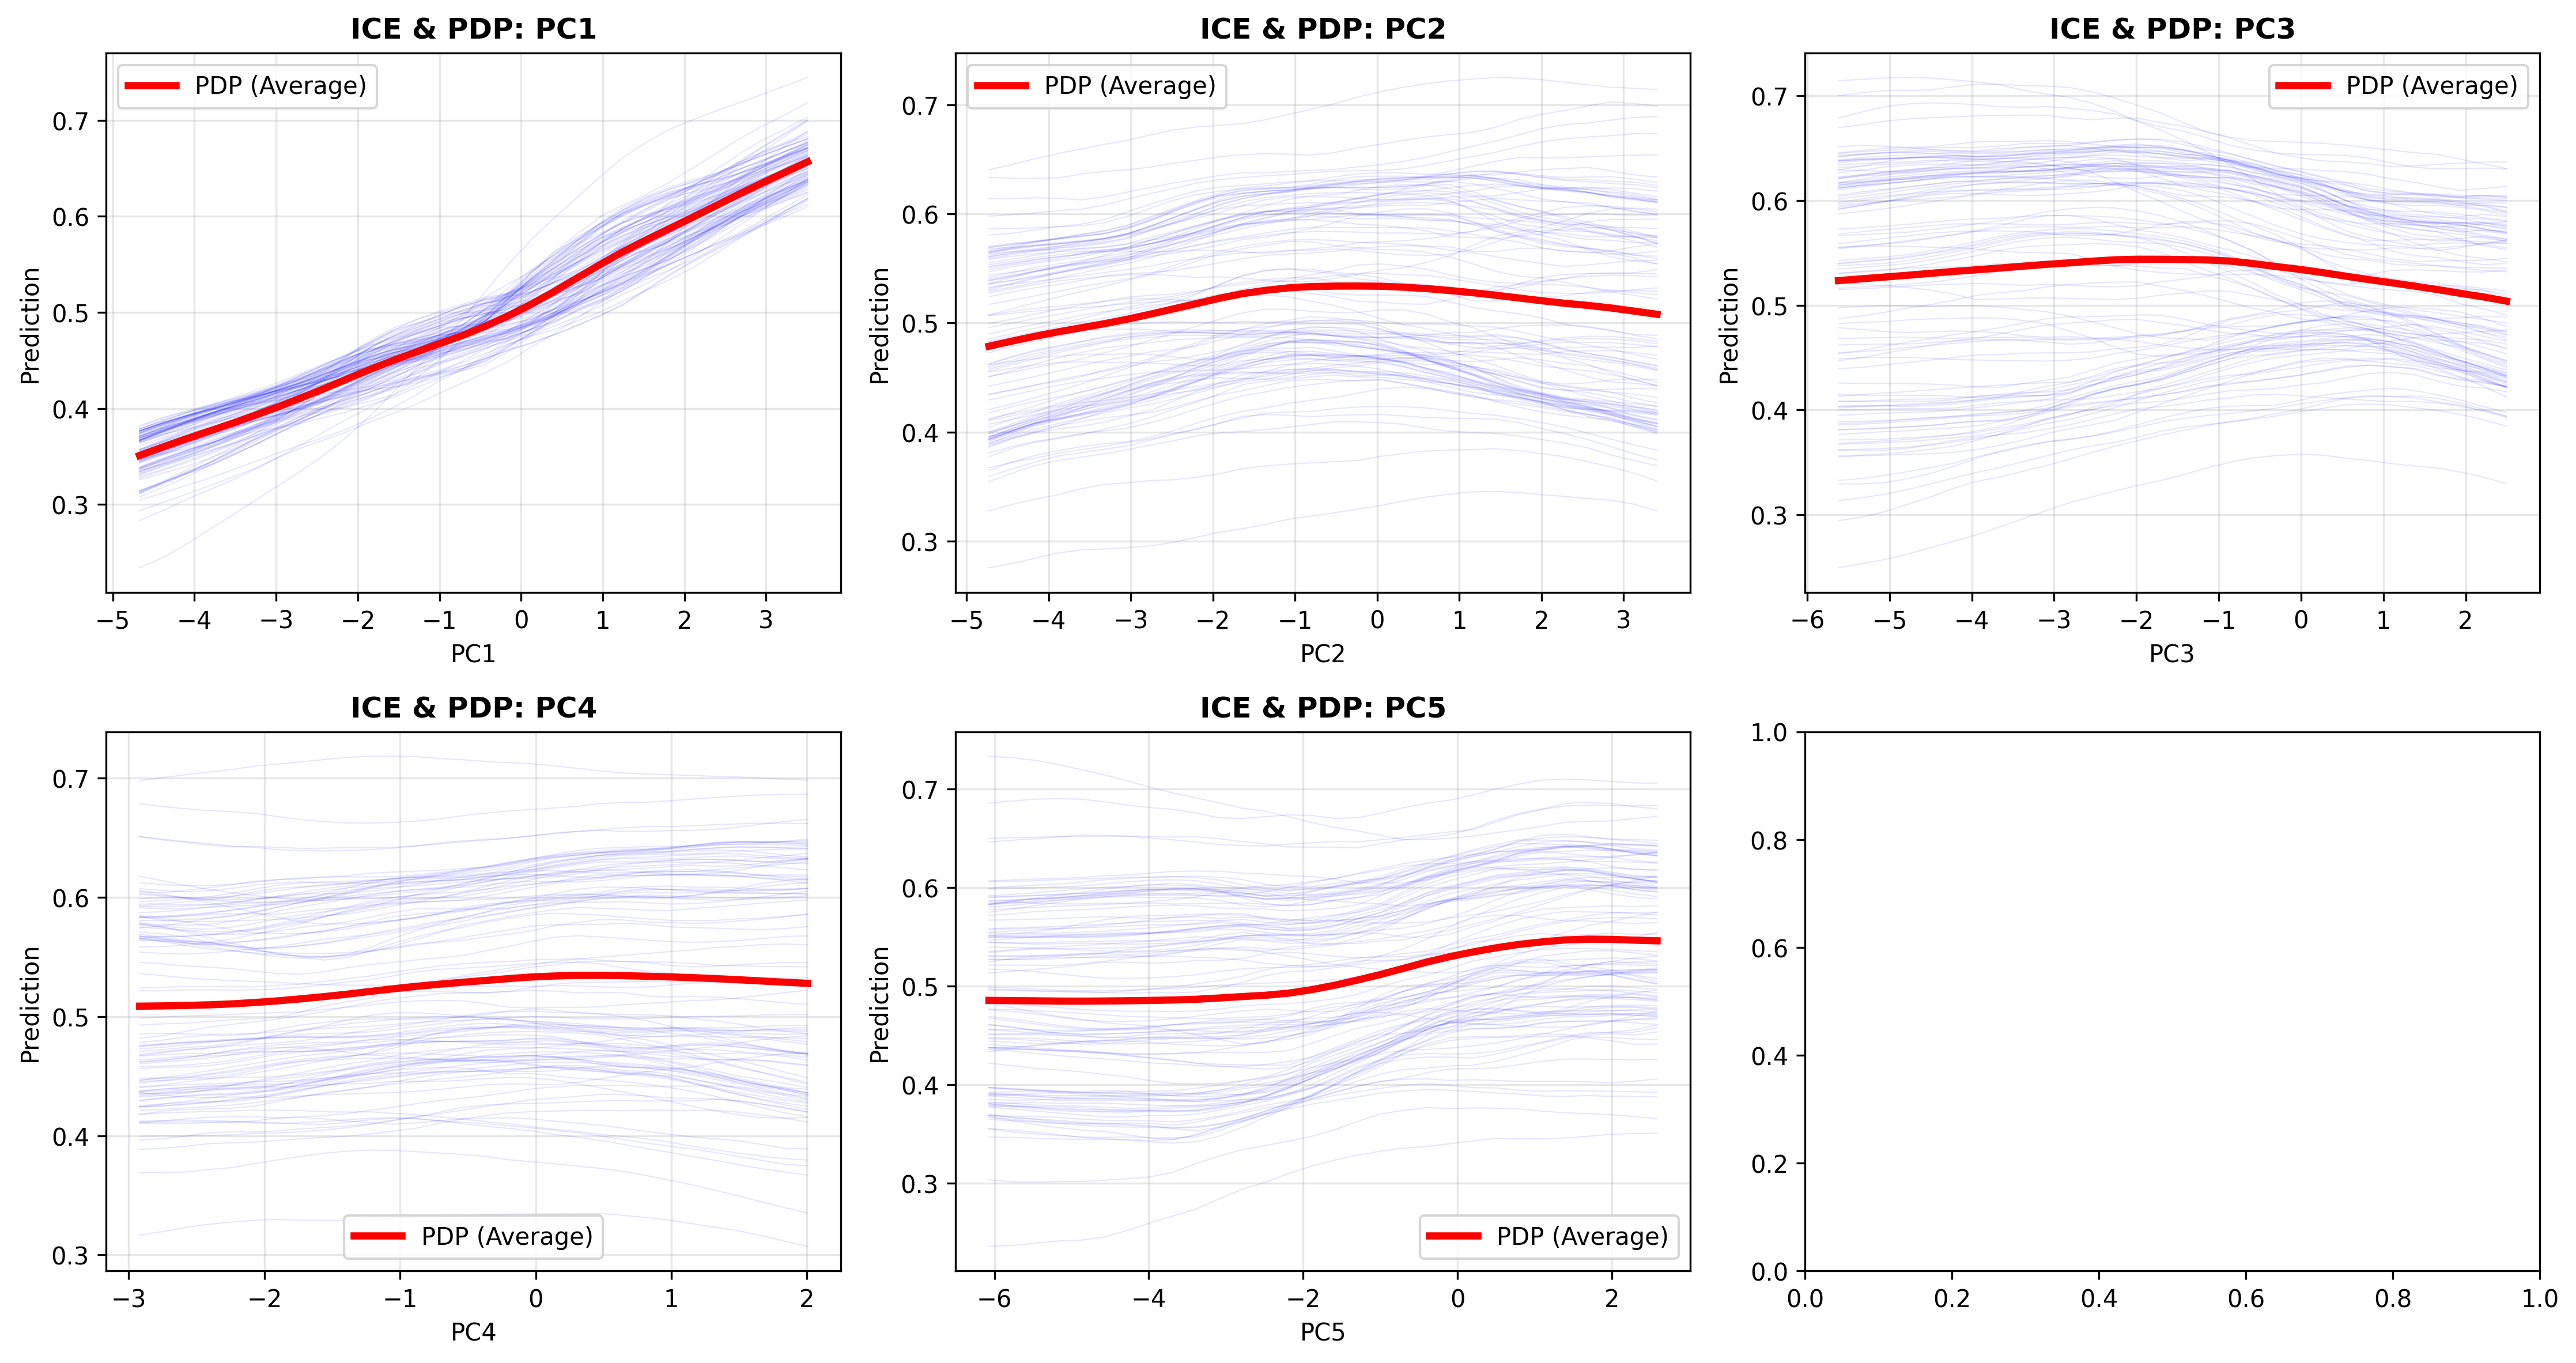 ICE & PDP: PC1
PDP (Average)
Prediction
0.7
0.6
0.5
0.4
0.3
−5 −4 −3 −2 −1 0 1 2 3
PC1
ICE & PDP: PC2
PDP (Average)
Prediction
0.7
0.6
0.5
0.4
0.3
−5 −4 −3 −2 −1 0 1 2 3
PC2
ICE & PDP: PC3
PDP (Average)
Prediction
0.7
0.6
0.5
0.4
0.3
−6 −5 −4 −3 −2 −1 0 1 2
PC3
ICE & PDP: PC4
Prediction
0.7
0.6
0.5
0.4
0.3
PDP (Average)
−3 −2 −1 0 1 2
PC4
ICE & PDP: PC5
Prediction
0.7
0.6
0.5
0.4
0.3
PDP (Average)
−6 −4 −2 0 2
PC5
1.0
0.8
0.6
0.4
0.2
0.0
0.0 0.2 0.4 0.6 0.8 1.0